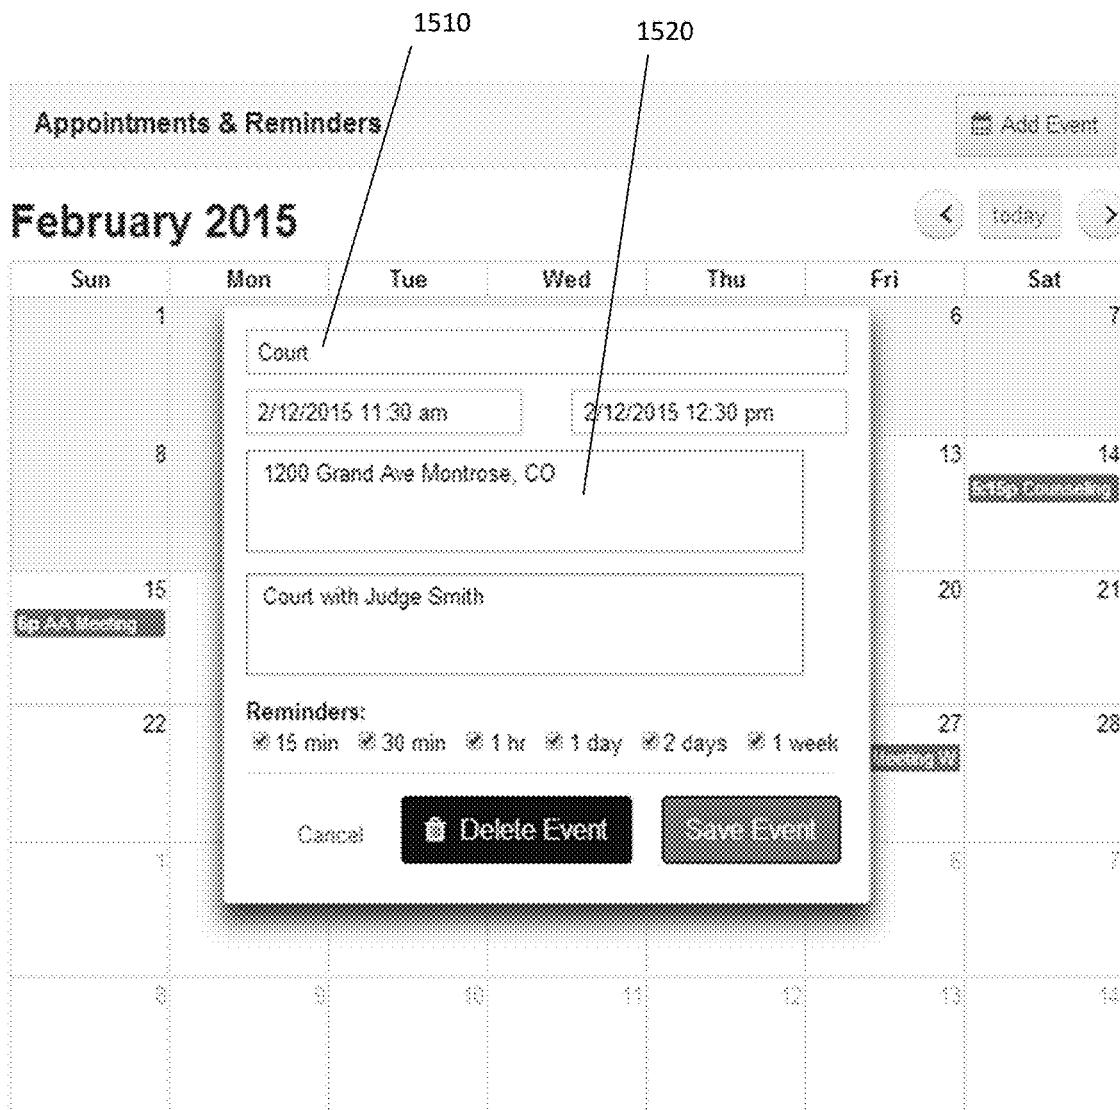 1510
1520
Appointments & Reminders
Add Event
February 2015
today
Sun Mon Tue Wed Thu Fri Sat
1 6 7
Court
2/12/2015 11:30 am 2/12/2015 12:30 pm
8 13 14
1200 Grand Ave Montrose, CO
15 20 21
AA Meeting
Court with Judge Smith
22 27 28
Reminders:
15 min 30 min 1 hr 1 day 2 days 1 week
Cancel Delete Event Save Event
1 6 7
8 9 10 11 12 13 14